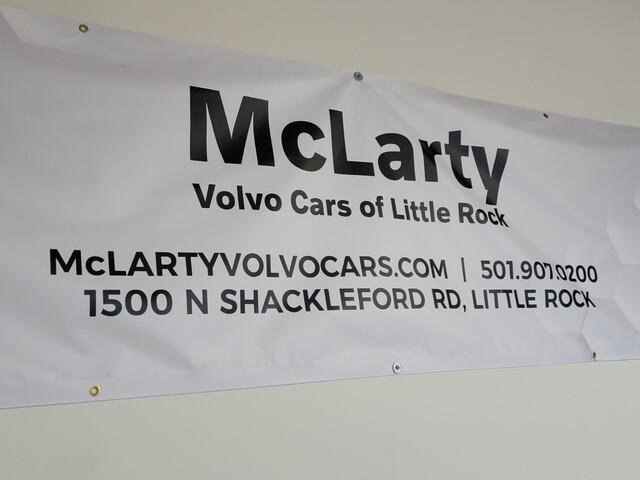 McLarty
Volvo Cars of Little Rock
McLARTYVOLVOCARS.COM | 501.907.0200
1500 N SHACKLEFORD RD, LITTLE ROCK